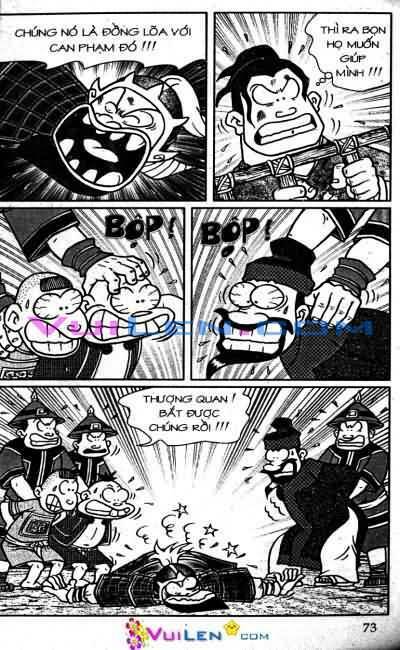 CHÚNG NÓ LÀ ĐỒNG LÕA VỚI
CAN PHẠM ĐÓ !!!
THÌ RA BỌN
HỌ MUỐN
GIÚP
MÌNH !!!
BỘP!
BỘP!
VUILEN.COM
THƯỢNG QUAN !
BẮT ĐƯỢC
CHÚNG RỒI !!!
73
VUILEN.COM